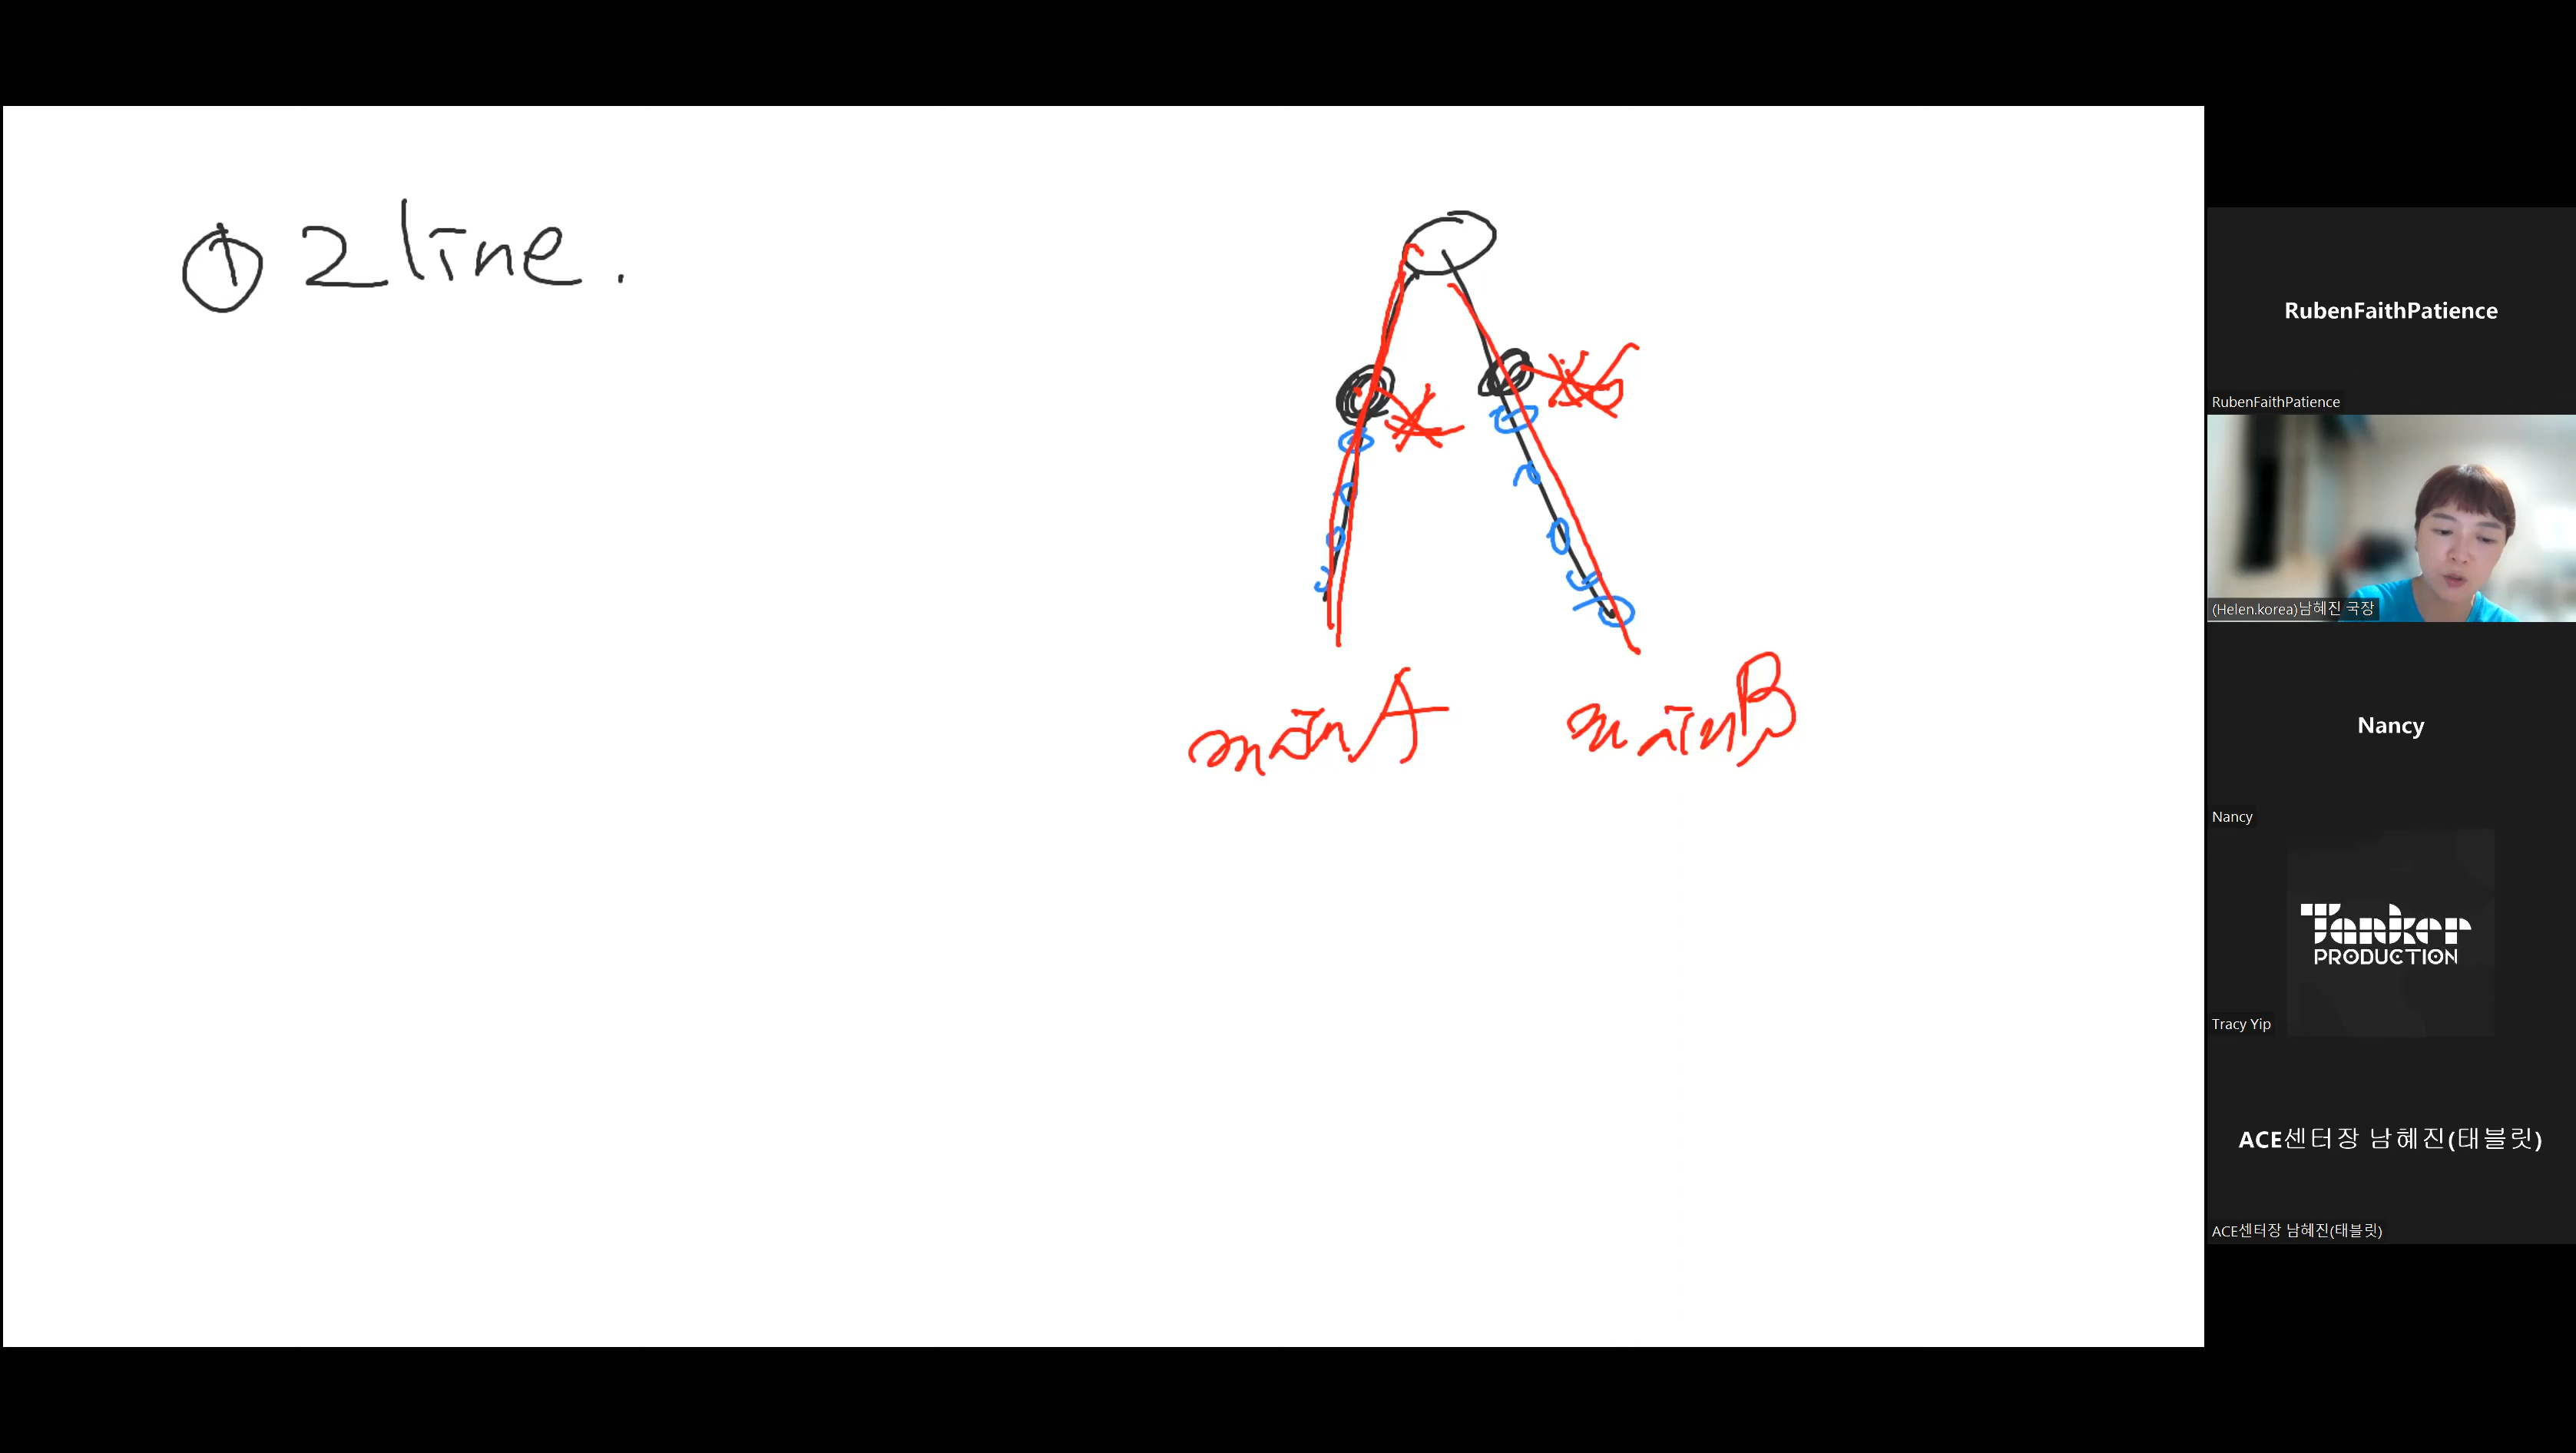 ① 2 line.
main A
main B
RubenFaithPatience
RubenFaithPatience
(Helen.korea)남혜진 국장
Nancy
Nancy
Tanker
PRODUCTION
Tracy Yip
ACE센터장 남혜진(태블릿)
ACE센터장 남혜진(태블릿)